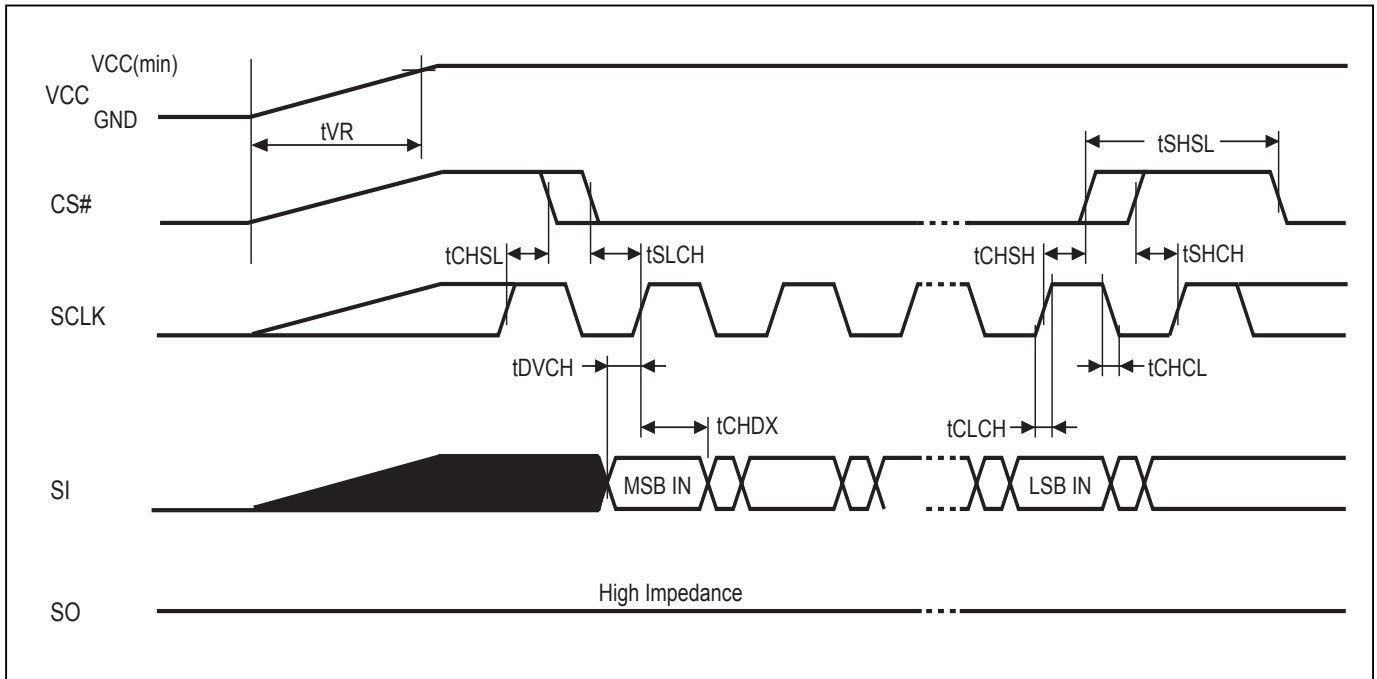 VCC(min)
VCC
GND
tVR
tSHSL
CS#
tCHSL
tSLCH
tCHSH
tSHCH
SCLK
tDVCH
tCHCL
tCHDX
tCLCH
SI
MSB IN
LSB IN
High Impedance
SO